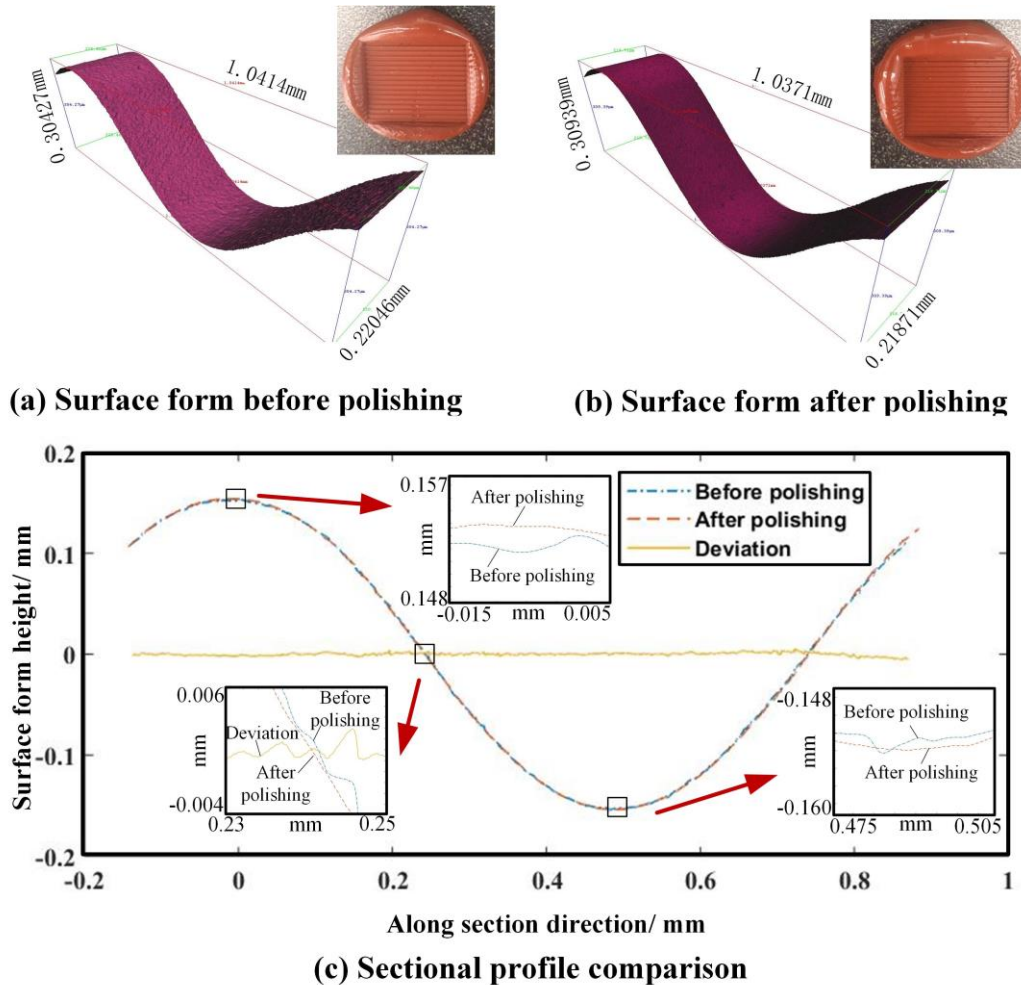 0.30427mm
1.0414mm
0.22046mm
0.30939mm
1.0371mm
0.21871mm
(a) Surface form before polishing
(b) Surface form after polishing
Surface form height/ mm
0.2
0.1
0
-0.1
-0.2
-0.2
0
0.2
0.4
0.6
0.8
1
Before polishing
After polishing
Deviation
0.157
mm
0.148
-0.015
mm
0.005
After polishing
Before polishing
0.006
mm
-0.004
0.23
mm
0.25
Deviation
Before
polishing
After
polishing
-0.148
mm
-0.160
0.475
mm
0.505
Before polishing
After polishing
Along section direction/ mm
(c) Sectional profile comparison